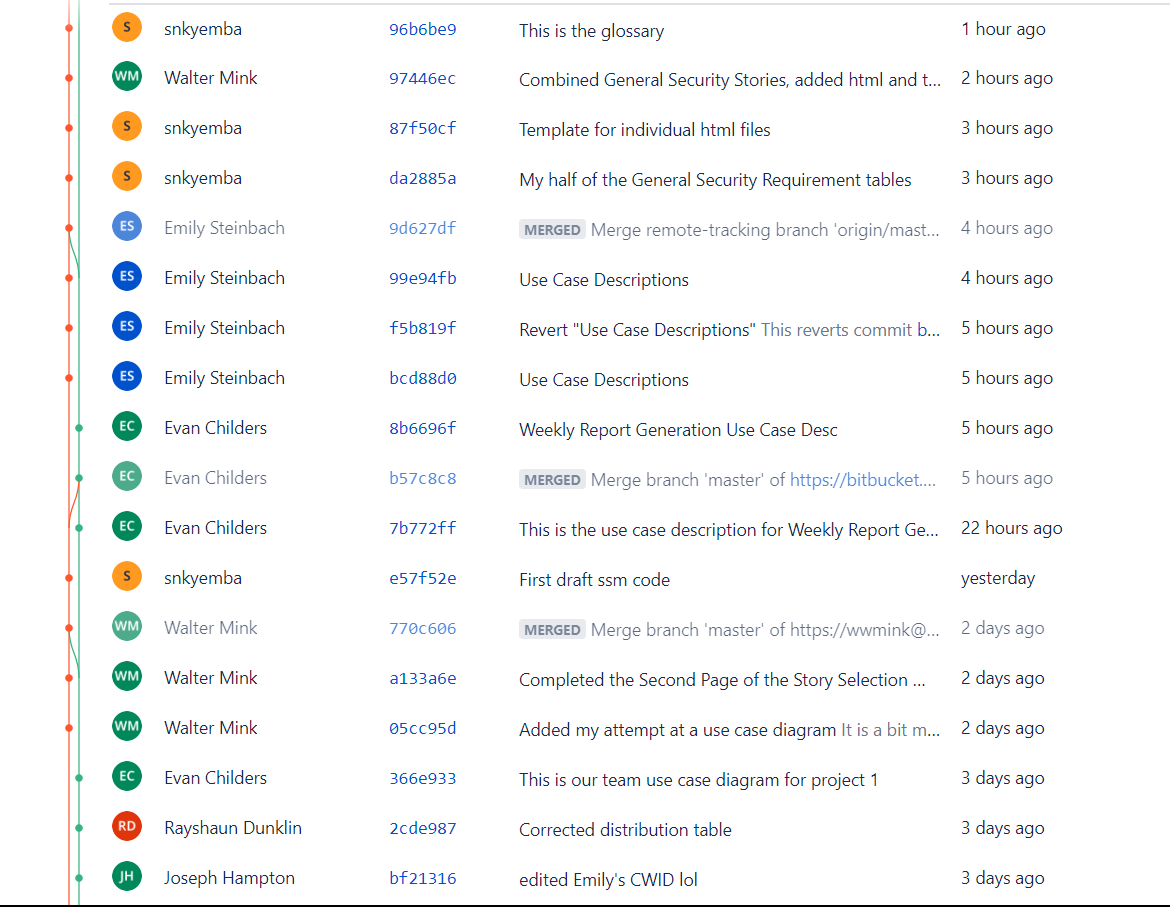 S snkyemba 96b6be9 This is the glossary 1 hour ago
WM Walter Mink 97446ec Combined General Security Stories, added html and t... 2 hours ago
S snkyemba 87f50cf Template for individual html files 3 hours ago
S snkyemba da2885a My half of the General Security Requirement tables 3 hours ago
ES Emily Steinbach 9d627df MERGED Merge remote-tracking branch 'origin/mast... 4 hours ago
ES Emily Steinbach 99e94fb Use Case Descriptions 4 hours ago
ES Emily Steinbach f5b819f Revert "Use Case Descriptions" This reverts commit b... 5 hours ago
ES Emily Steinbach bcd88d0 Use Case Descriptions 5 hours ago
EC Evan Childers 8b6696f Weekly Report Generation Use Case Desc 5 hours ago
EC Evan Childers b57c8c8 MERGED Merge branch 'master' of https://bitbucket.... 5 hours ago
EC Evan Childers 7b772ff This is the use case description for Weekly Report Ge... 22 hours ago
S snkyemba e57f52e First draft ssm code yesterday
WM Walter Mink 770c606 MERGED Merge branch 'master' of https://wwmink@... 2 days ago
WM Walter Mink a133a6e Completed the Second Page of the Story Selection ... 2 days ago
WM Walter Mink 05cc95d Added my attempt at a use case diagram It is a bit m... 2 days ago
EC Evan Childers 366e933 This is our team use case diagram for project 1 3 days ago
RD Rayshaun Dunklin 2cde987 Corrected distribution table 3 days ago
JH Joseph Hampton bf21316 edited Emily's CWID lol 3 days ago